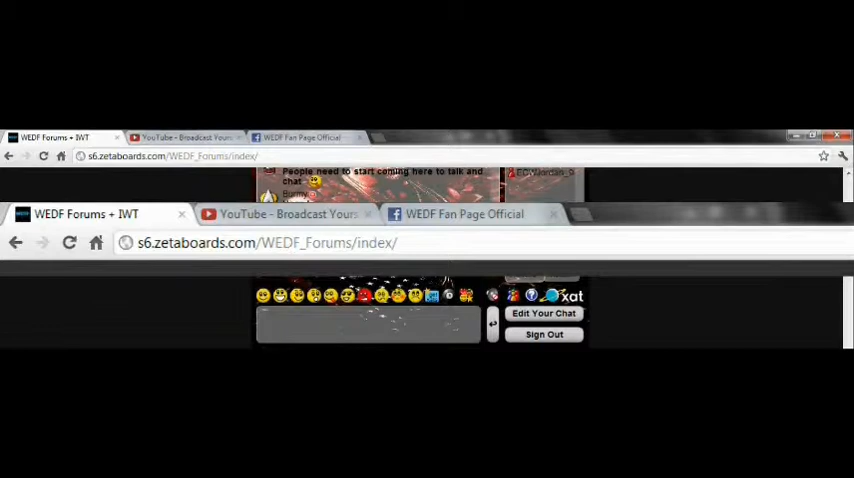 WEDF Forums + IWT
YouTube - Broadcast Yours
WEDF Fan Page Official
s6.zetaboards.com/WEDF_Forums/index/
People need to start coming here to talk and
chat
WEDF Forums + IWT
YouTube - Broadcast Yours
WEDF Fan Page Official
s6.zetaboards.com/WEDF_Forums/index/
xat
Edit Your Chat
Sign Out